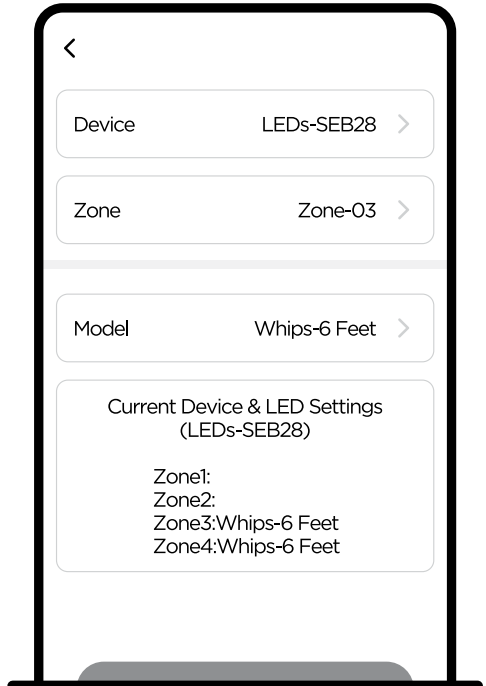 Device LEDs-SEB28
Zone Zone-03
Model Whips-6 Feet
Current Device & LED Settings
(LEDs-SEB28)
Zone1:
Zone2:
Zone3:Whips-6 Feet
Zone4:Whips-6 Feet